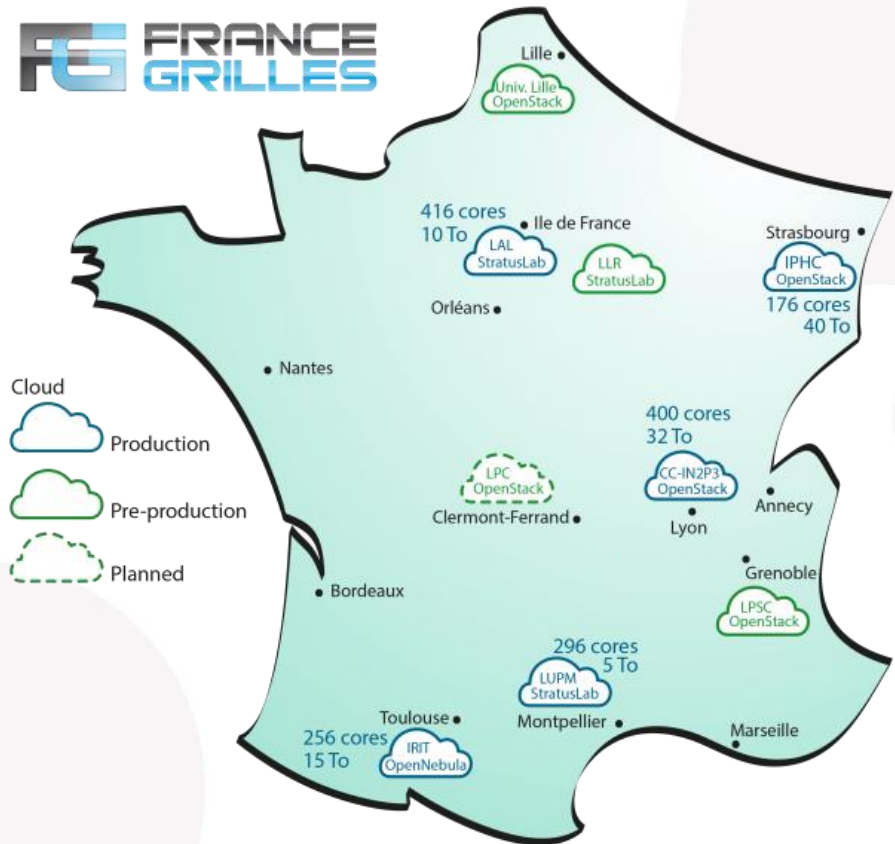 FG FRANCE
GRILLES
Lille
Univ. Lille
OpenStack
416 cores
10 To
Ile de France
LAL
StratusLab
LLR
StratusLab
Strasbourg
IPHC
OpenStack
176 cores
40 To
Orléans
Nantes
Cloud
Production
Pre-production
Planned
400 cores
32 To
CC-IN2P3
OpenStack
LPC
OpenStack
Clermont-Ferrand
Lyon
Annecy
Grenoble
LPSC
OpenStack
Bordeaux
296 cores
5 To
LUPM
StratusLab
Montpellier
Marseille
Toulouse
256 cores
15 To
IRIT
OpenNebula